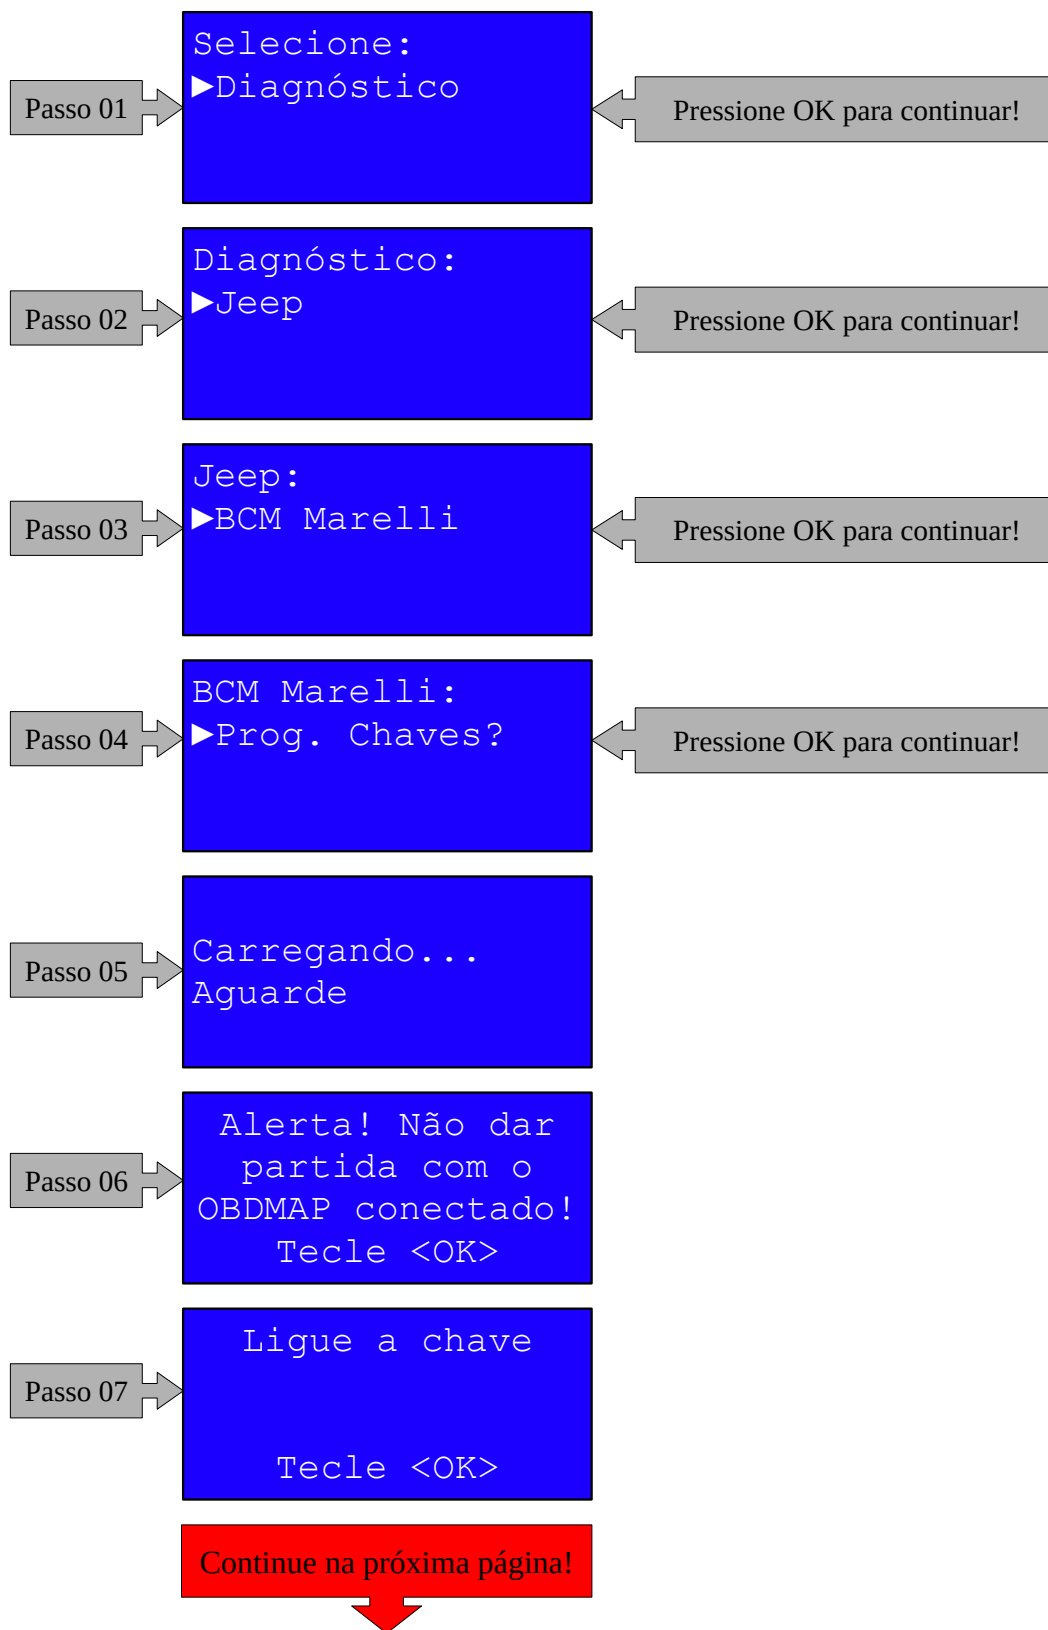 Passo 01
Selecione:
►Diagnóstico
Pressione OK para continuar!
Passo 02
Diagnóstico:
►Jeep
Pressione OK para continuar!
Passo 03
Jeep:
►BCM Marelli
Pressione OK para continuar!
Passo 04
BCM Marelli:
►Prog. Chaves?
Pressione OK para continuar!
Passo 05
Carregando...
Aguarde
Passo 06
Alerta! Não dar
partida com o
OBDMAP conectado!
Tecle <OK>
Passo 07
Ligue a chave
Tecle <OK>
Continue na próxima página!